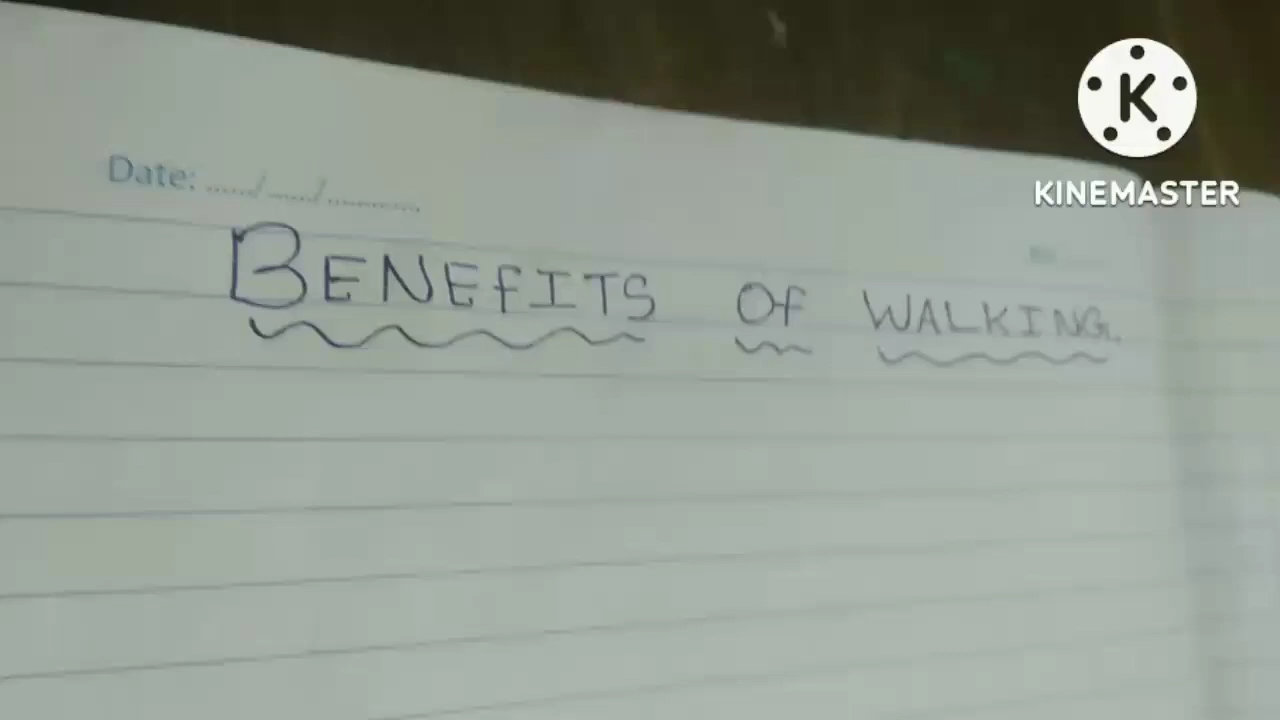 KINEMASTER
Date: ...../...../............
BENEFITS Of WALKING.